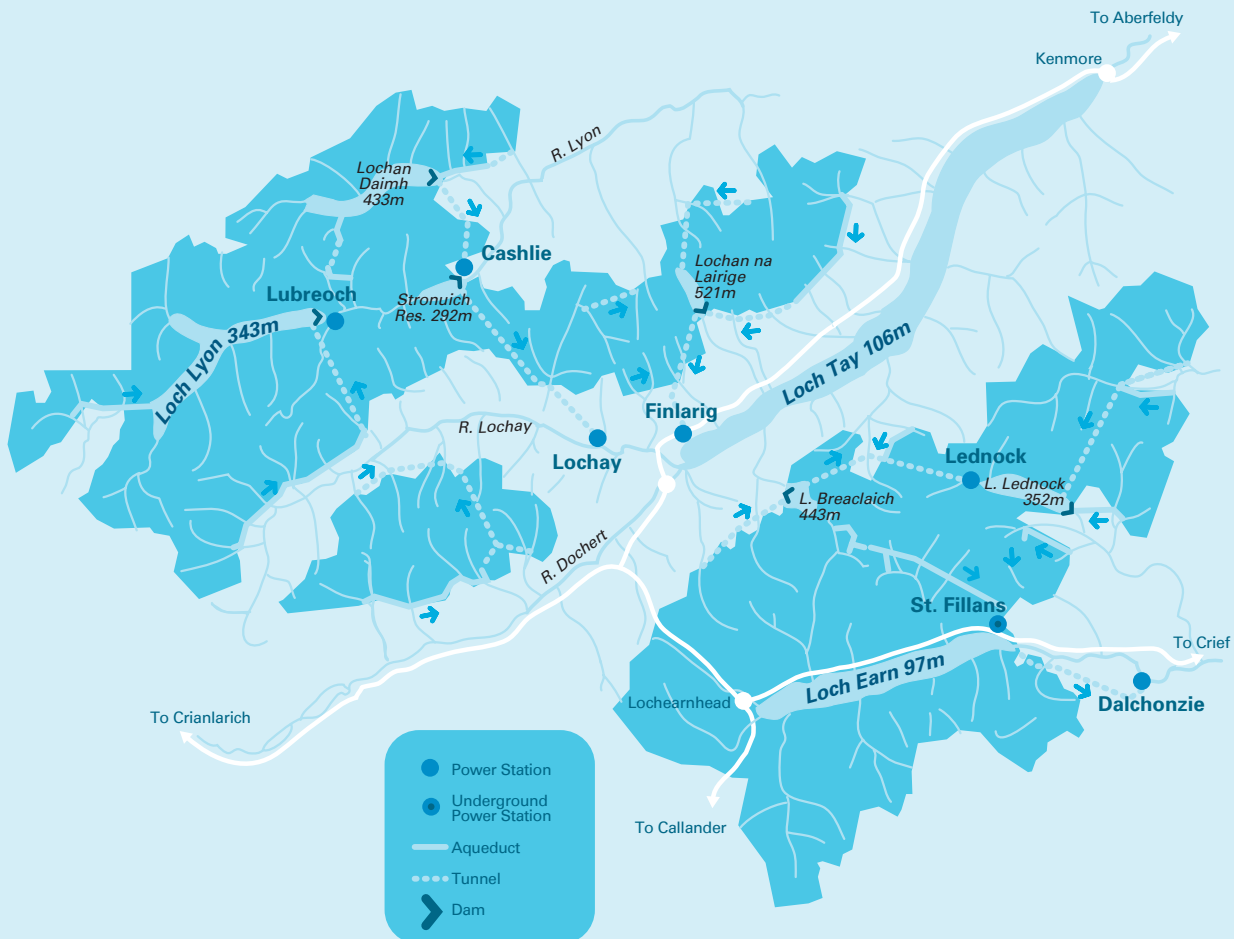 To Aberfeldy
Kenmore
R. Lyon
Lochan
Daimh
433m
Cashlie
Lochan na
Lairige
521m
Lubreoch
Stronuich
Res. 292m
Loch Lyon 343m
Loch Tay 106m
Finlarig
R. Lochay
Lochay
Lednock
L. Lednock
352m
L. Breaclaich
443m
R. Dochert
St. Fillans
To Crief
Loch Earn 97m
Lochearnhead
Dalchonzie
To Crianlarich
To Callander
Power Station
Underground
Power Station
Aqueduct
Tunnel
Dam